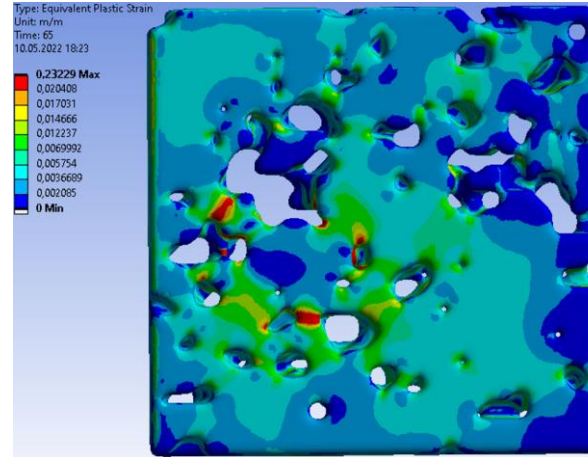 Type: Equivalent Plastic Strain
Unit: m/m
Time: 65
10.05.2022 18:23
0,23229 Max
0,020408
0,017031
0,014666
0,012237
0,0069992
0,005754
0,0036689
0,002085
0 Min